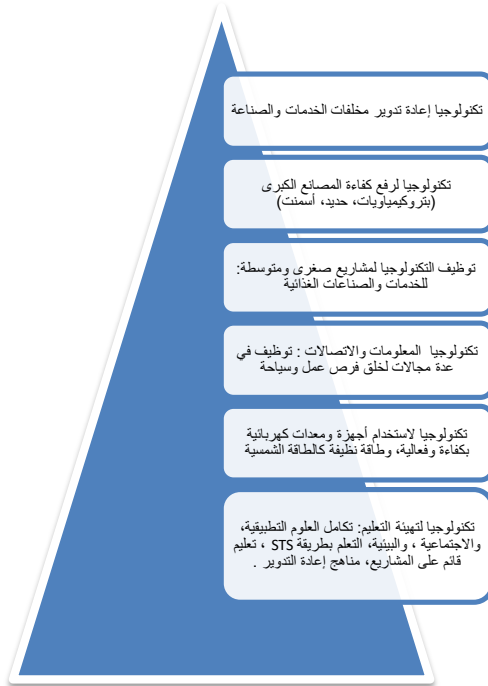 تكنولوجيا إعادة تدوير مخلفات الخدمات والصناعة
تكنولوجيا لرفع كفاءة المصانع الكبرى
(بتروكيمياويات، حديد، أسمنت)
توظيف التكنولوجيا لمشاريع صغرى ومتوسطة:
للخدمات والصناعات الغذائية
تكنولوجيا المعلومات والاتصالات : توظيف في
عدة مجالات لخلق فرص عمل وسياحة
تكنولوجيا لاستخدام أجهزة ومعدات كهربائية
بكفاءة وفعالية، وطاقة نظيفة كالطاقة الشمسية
تكنولوجيا لتهيئة التعليم: تكامل العلوم التطبيقية،
والاجتماعية ، والبيئية، التعلم بطريقة STS ، تعليم
قائم على المشاريع، مناهج إعادة التدوير .